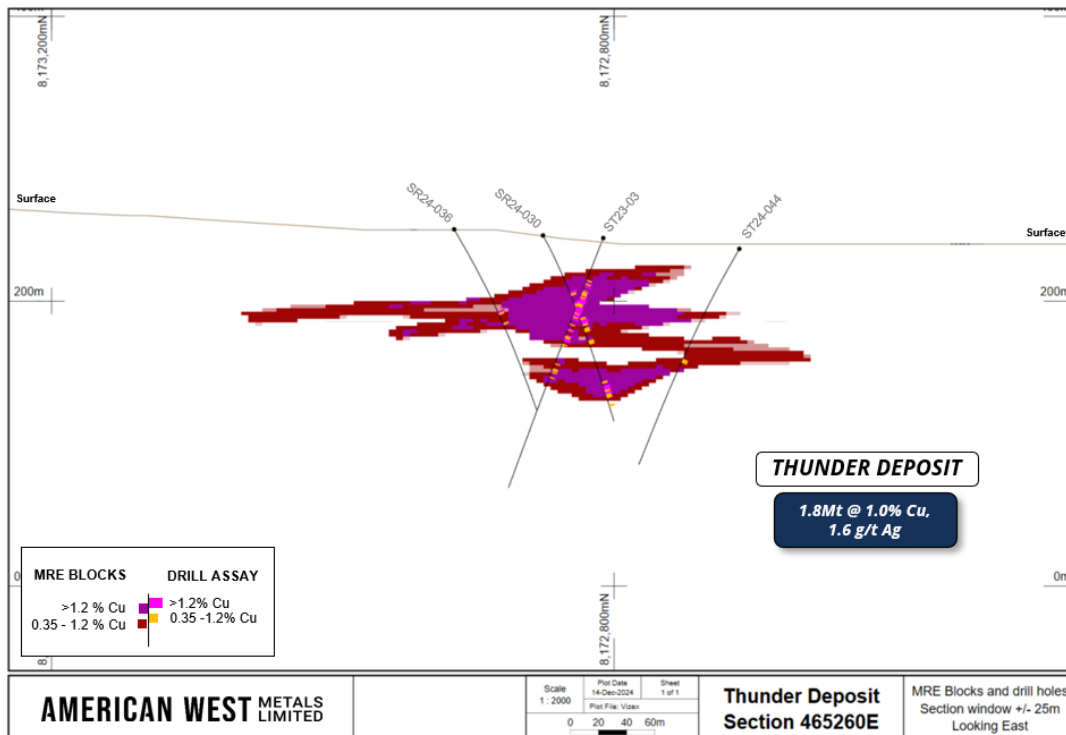 8,173,200mN
8,172,800mN
Surface
SR24-036
SR24-030
ST23-03
ST24-044
Surface
200m
200m
THUNDER DEPOSIT
1.8Mt @ 1.0% Cu,
1.6 g/t Ag
MRE BLOCKS DRILL ASSAY
>1.2 % Cu >1.2% Cu
0.35 - 1.2 % Cu 0.35 -1.2% Cu
0m
8,172,800mN
AMERICAN WEST METALS LIMITED
Scale
1 : 2000
Plot Date
14-Dec-2024
Sheet
1 of 1
Plot File: Vizex
0 20 40 60m
Thunder Deposit
Section 465260E
MRE Blocks and drill holes
Section window +/- 25m
Looking East